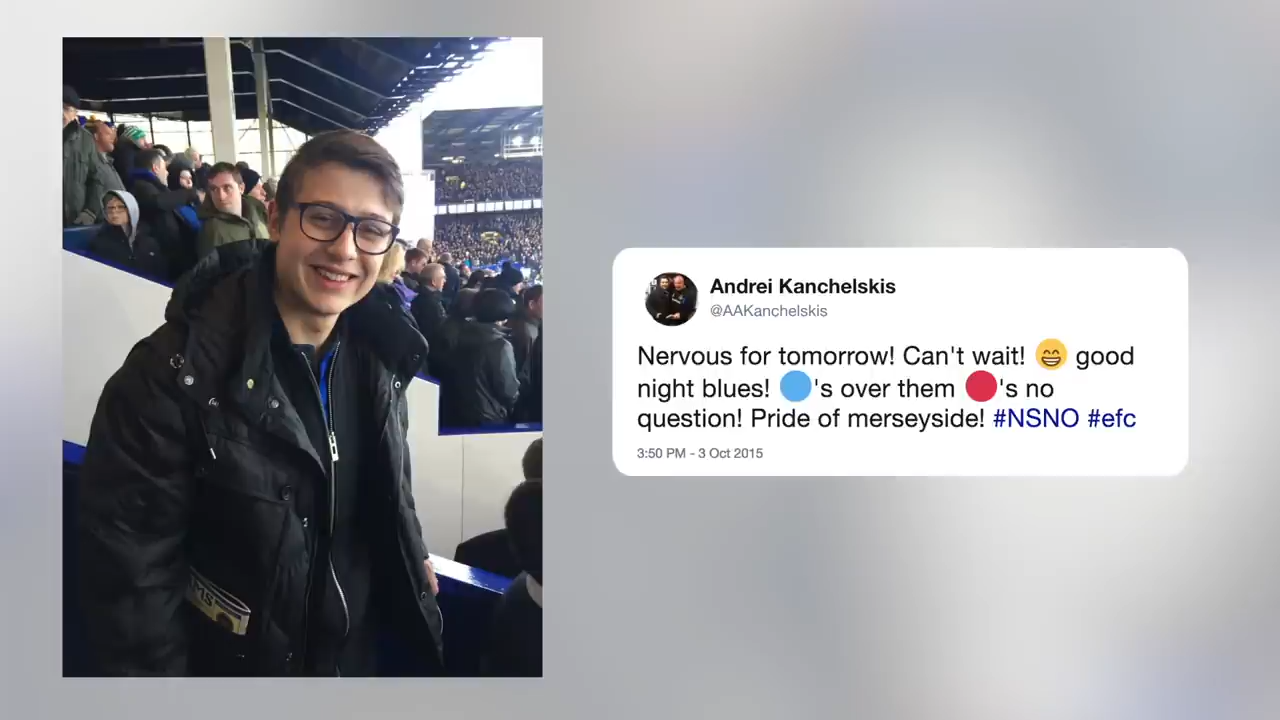 Andrei Kanchelskis
@AAKanchelskis
Nervous for tomorrow! Can't wait! 😁 good
night blues! 🔵's over them 🔴's no
question! Pride of merseyside! #NSNO #efc
3:50 PM - 3 Oct 2015
MS